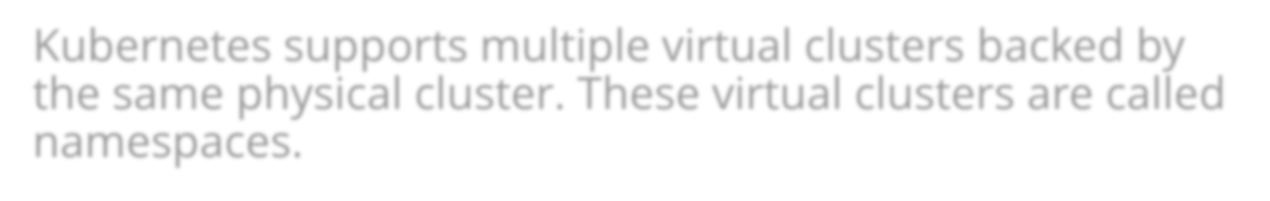 Kubernetes supports multiple virtual clusters backed by
the same physical cluster. These virtual clusters are called
namespaces.